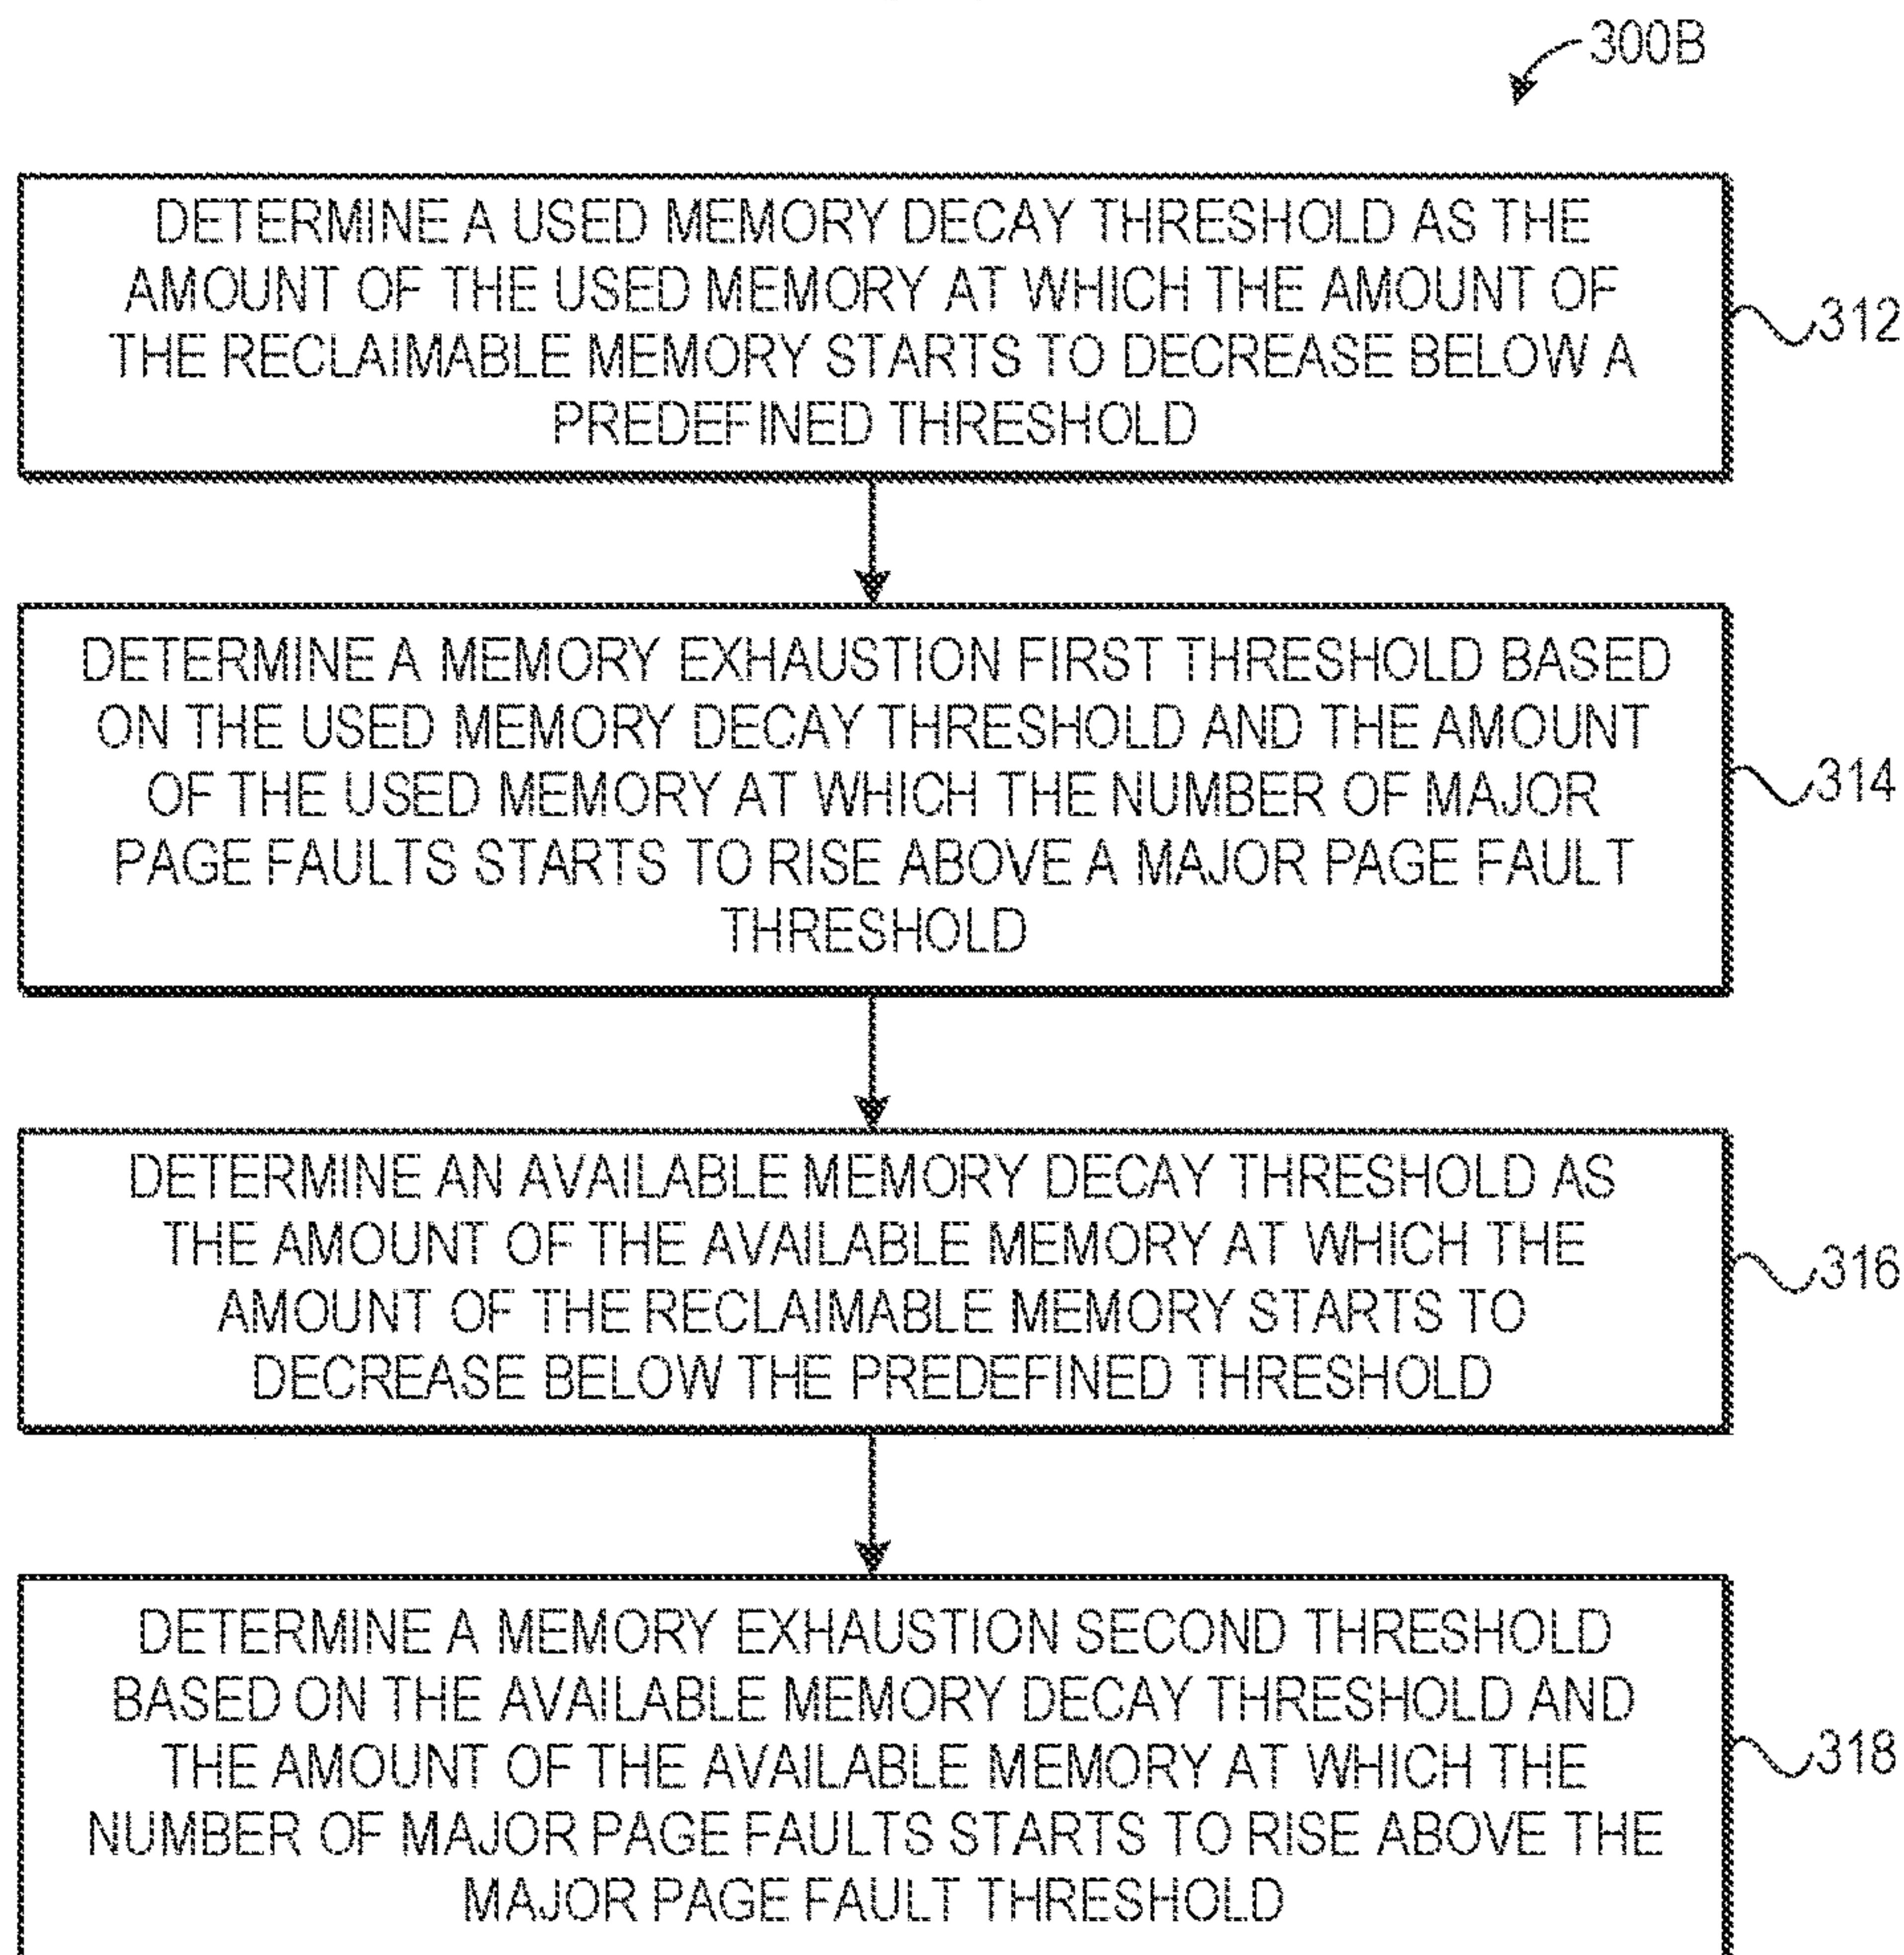 300B
DETERMINE A USED MEMORY DECAY THRESHOLD AS THE
AMOUNT OF THE USED MEMORY AT WHICH THE AMOUNT OF
THE RECLAIMABLE MEMORY STARTS TO DECREASE BELOW A
PREDEFINED THRESHOLD
312
DETERMINE A MEMORY EXHAUSTION FIRST THRESHOLD BASED
ON THE USED MEMORY DECAY THRESHOLD AND THE AMOUNT
OF THE USED MEMORY AT WHICH THE NUMBER OF MAJOR
PAGE FAULTS STARTS TO RISE ABOVE A MAJOR PAGE FAULT
THRESHOLD
314
DETERMINE AN AVAILABLE MEMORY DECAY THRESHOLD AS
THE AMOUNT OF THE AVAILABLE MEMORY AT WHICH THE
AMOUNT OF THE RECLAIMABLE MEMORY STARTS TO
DECREASE BELOW THE PREDEFINED THRESHOLD
316
DETERMINE A MEMORY EXHAUSTION SECOND THRESHOLD
BASED ON THE AVAILABLE MEMORY DECAY THRESHOLD AND
THE AMOUNT OF THE AVAILABLE MEMORY AT WHICH THE
NUMBER OF MAJOR PAGE FAULTS STARTS TO RISE ABOVE THE
MAJOR PAGE FAULT THRESHOLD
318